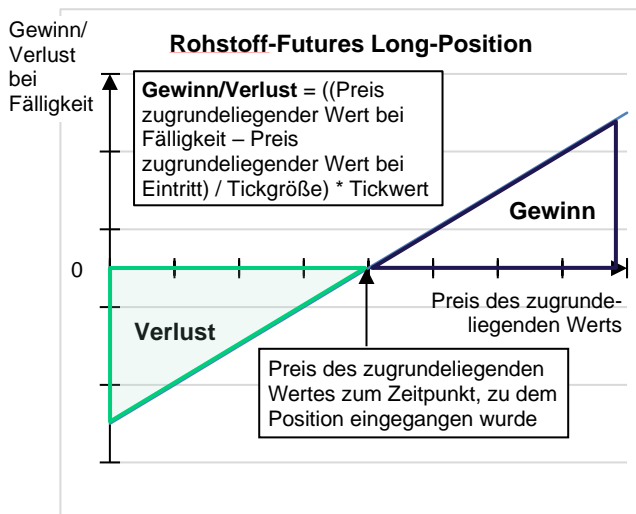 Gewinn/
Verlust
bei
Fälligkeit
Rohstoff-Futures Long-Position
Gewinn/Verlust = ((Preis
zugrundeliegender Wert bei
Fälligkeit – Preis
zugrundeliegender Wert bei
Eintritt) / Tickgröße) * Tickwert
Gewinn
0
Preis des zugrunde-
liegenden Werts
Verlust
Preis des zugrundeliegenden
Wertes zum Zeitpunkt, zu dem
Position eingegangen wurde